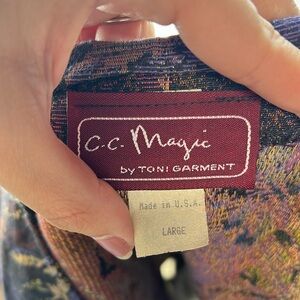 C.C. Magic
by TONI GARMENT
Made in U.S.A.
LARGE